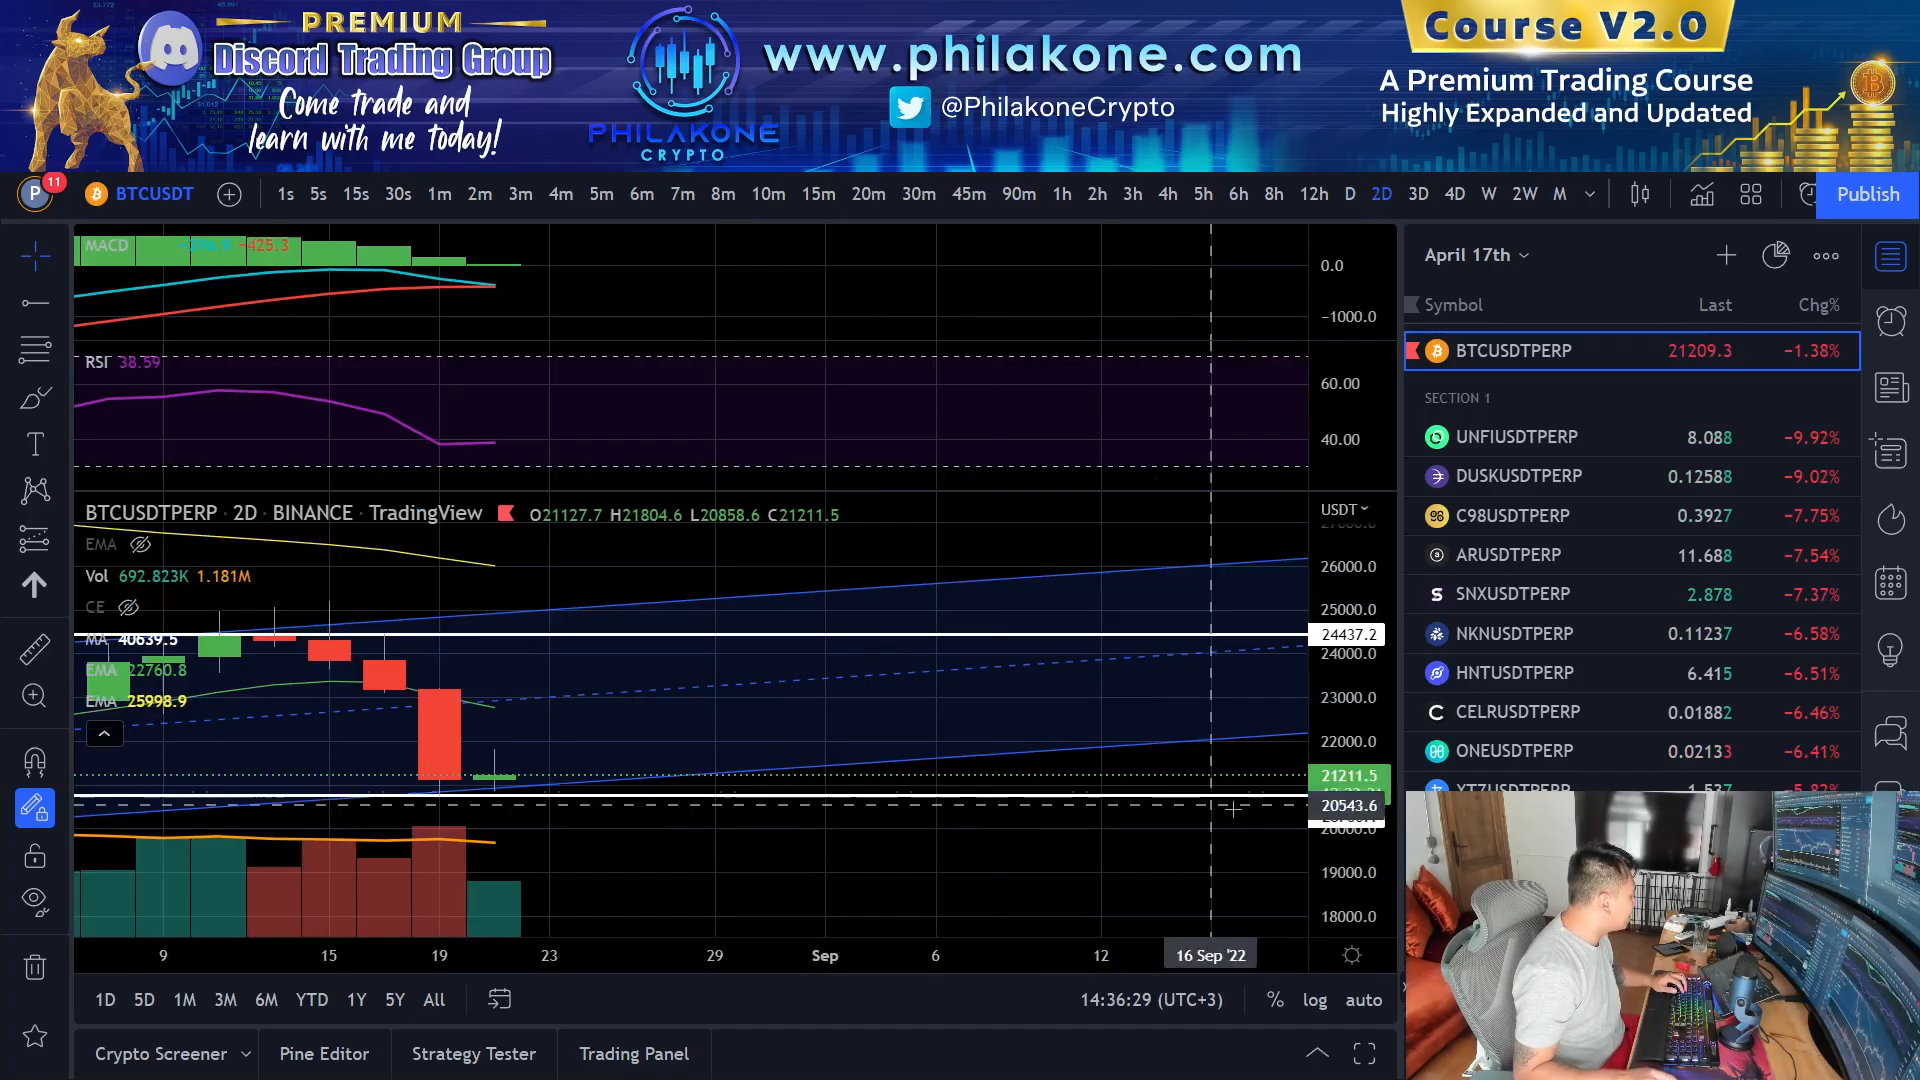 PREMIUM
Discord Trading Group
Come trade and
learn with me today!
PHILAKONE
CRYPTO
www.philakone.com
@PhilakoneCrypto
Course V2.0
A Premium Trading Course
Highly Expanded and Updated
P 11 BTCUSDT 1s 5s 15s 30s 1m 2m 3m 4m 5m 6m 7m 8m 10m 15m 20m 30m 45m 90m 1h 2h 3h 4h 5h 6h 8h 12h D 2D 3D 4D W 2W M Publish
MACD −425.3
0.0
−1000.0
RSI 38.59
60.00
40.00
BTCUSDTPERP · 2D · BINANCE · TradingView O21127.7 H21804.6 L20858.6 C21211.5
USDT
EMA
Vol 692.823K 1.181M
CE
MA 40639.5
EMA 22760.8
EMA 25998.9
26000.0
25000.0
24437.2
24000.0
23000.0
22000.0
21211.5
20543.6
20000.0
19000.0
18000.0
9 15 19 23 29 Sep 6 12 16 Sep '22
1D 5D 1M 3M 6M YTD 1Y 5Y All
14:36:29 (UTC+3) % log auto
Crypto Screener Pine Editor Strategy Tester Trading Panel
April 17th
Symbol Last Chg%
BTCUSDTPERP 21209.3 −1.38%
SECTION 1
UNFIUSDTPERP 8.088 −9.92%
DUSKUSDTPERP 0.12588 −9.02%
C98USDTPERP 0.3927 −7.75%
ARUSDTPERP 11.688 −7.54%
SNXUSDTPERP 2.878 −7.37%
NKNUSDTPERP 0.11237 −6.58%
HNTUSDTPERP 6.415 −6.51%
CELRUSDTPERP 0.01882 −6.46%
ONEUSDTPERP 0.02133 −6.41%
XTZUSDTPERP 1.537 −5.82%